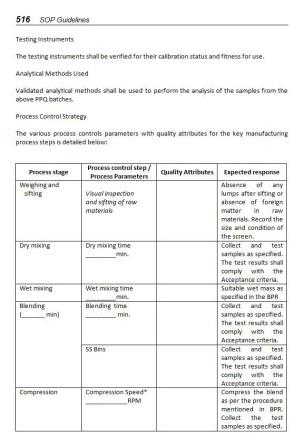 516 SOP Guidelines
Testing Instruments
The testing instruments shall be verified for their calibration status and fitness for use.
Analytical Methods Used
Validated analytical methods shall be used to perform the analysis of the samples from the
above PPQ batches.
Process Control Strategy
The various process controls parameters with quality attributes for the key manufacturing
process steps is detailed below:
Process stage
Process control step /
Process Parameters
Quality Attributes
Expected response
Weighing and
sifting
Visual inspection
and sifting of raw
materials
Absence of any
lumps after sifting or
absence of foreign
matter in raw
materials. Record the
size and condition of
the screen.
Dry mixing
Dry mixing time
________ min.
Collect and test
samples as specified.
The test results shall
comply with the
Acceptance criteria.
Wet mixing
Wet mixing time
________ min.
Suitable wet mass as
specified in the BPR
Blending
(______ min)
Blending time
________ min.
Collect and test
samples as specified.
The test results shall
comply with the
Acceptance criteria.
SS Bins
Collect and test
samples as specified.
The test results shall
comply with the
Acceptance criteria.
Compression
Compression Speed*
___________RPM
Compress the blend
as per the procedure
mentioned in BPR.
Collect the test
samples as specified.